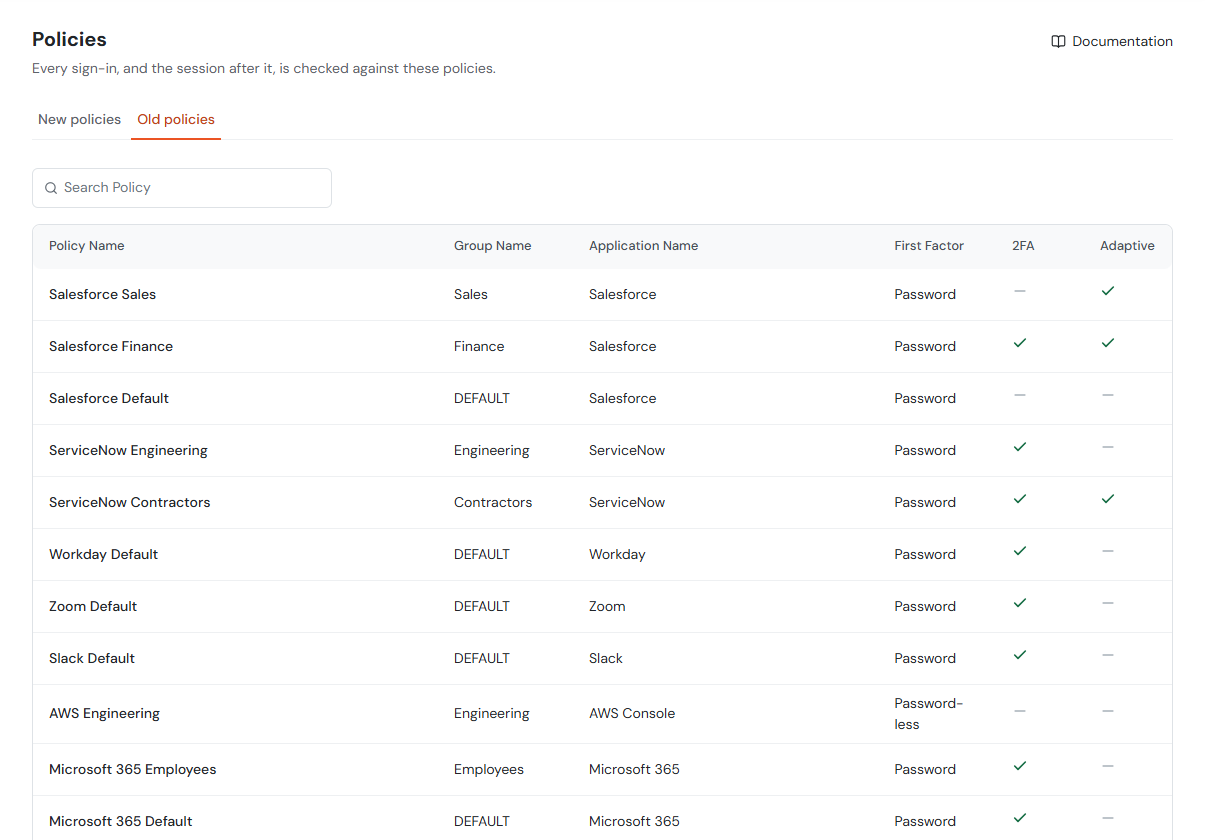 Policies
Documentation
Every sign-in, and the session after it, is checked against these policies.
New policies Old policies
Search Policy
Policy Name Group Name Application Name First Factor 2FA Adaptive
Salesforce Sales Sales Salesforce Password
Salesforce Finance Finance Salesforce Password
Salesforce Default DEFAULT Salesforce Password
ServiceNow Engineering Engineering ServiceNow Password
ServiceNow Contractors Contractors ServiceNow Password
Workday Default DEFAULT Workday Password
Zoom Default DEFAULT Zoom Password
Slack Default DEFAULT Slack Password
AWS Engineering Engineering AWS Console Password-
less
Microsoft 365 Employees Employees Microsoft 365 Password
Microsoft 365 Default DEFAULT Microsoft 365 Password